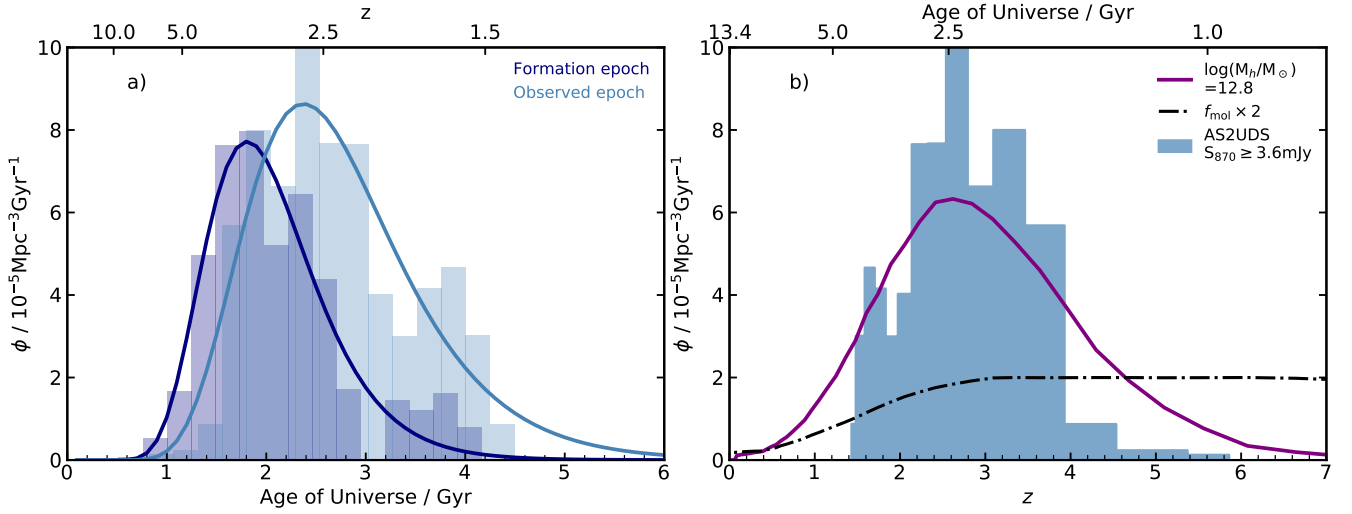 z
10.0 5.0 2.5 1.5
a)
Formation epoch
Observed epoch
ϕ / 10⁻⁵Mpc⁻³Gyr⁻¹
10
8
6
4
2
0
0 1 2 3 4 5 6
Age of Universe / Gyr
Age of Universe / Gyr
13.4 5.0 2.5 1.0
b)
log(Mₕ/M⊙)
=12.8
f_mol × 2
AS2UDS
S₈₇₀ ≥ 3.6mJy
ϕ / 10⁻⁵Mpc⁻³Gyr⁻¹
10
8
6
4
2
0
0 1 2 3 4 5 6 7
z